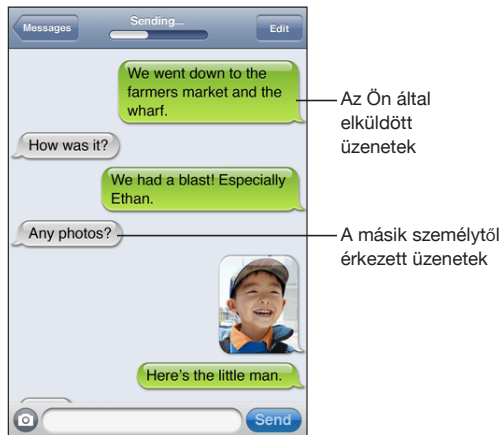 Messages
Sending...
Edit
We went down to the
farmers market and the
wharf.
Az Ön által
elküldött
üzenetek
How was it?
We had a blast! Especially
Ethan.
Any photos?
A másik személytől
érkezett üzenetek
Here's the little man.
Send